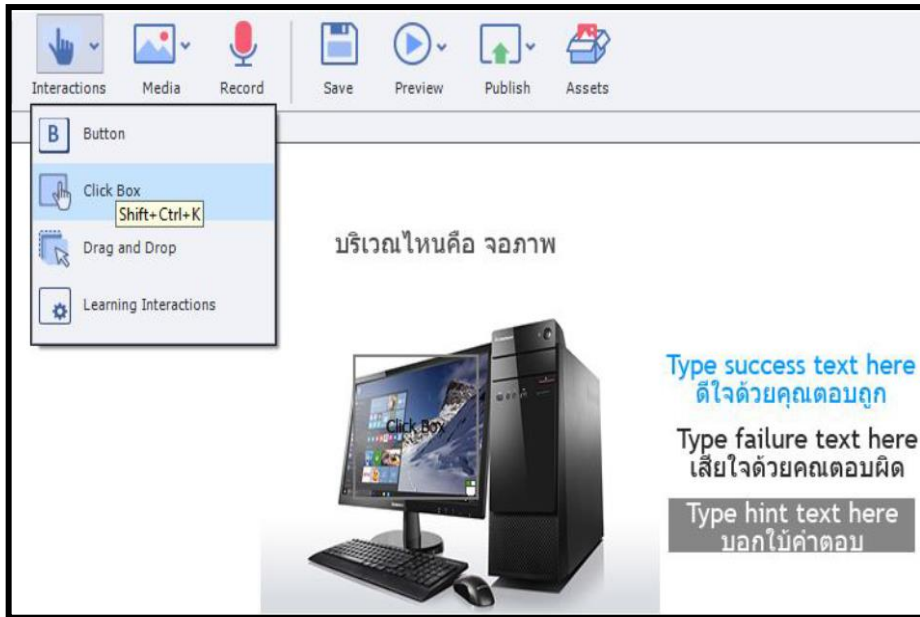 Interactions
Media
Record
Save
Preview
Publish
Assets
B
Button
Click Box
Shift+Ctrl+K
Drag and Drop
Learning Interactions
บริเวณไหนคือ จอภาพ
Click Box
Type success text here
ดีใจด้วยคุณตอบถูก
Type failure text here
เสียใจด้วยคุณตอบผิด
Type hint text here
บอกใบ้คำตอบ